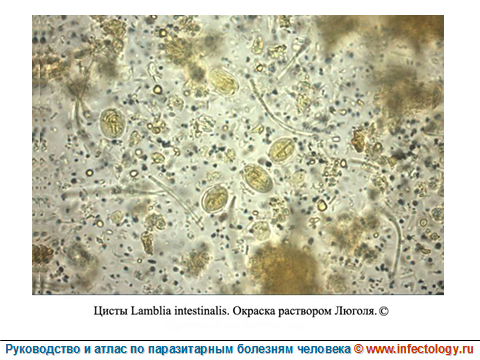 Цисты Lamblia intestinalis. Окраска раствором Люголя.©
Руководство и атлас по паразитарным болезням человека © www.infectology.ru